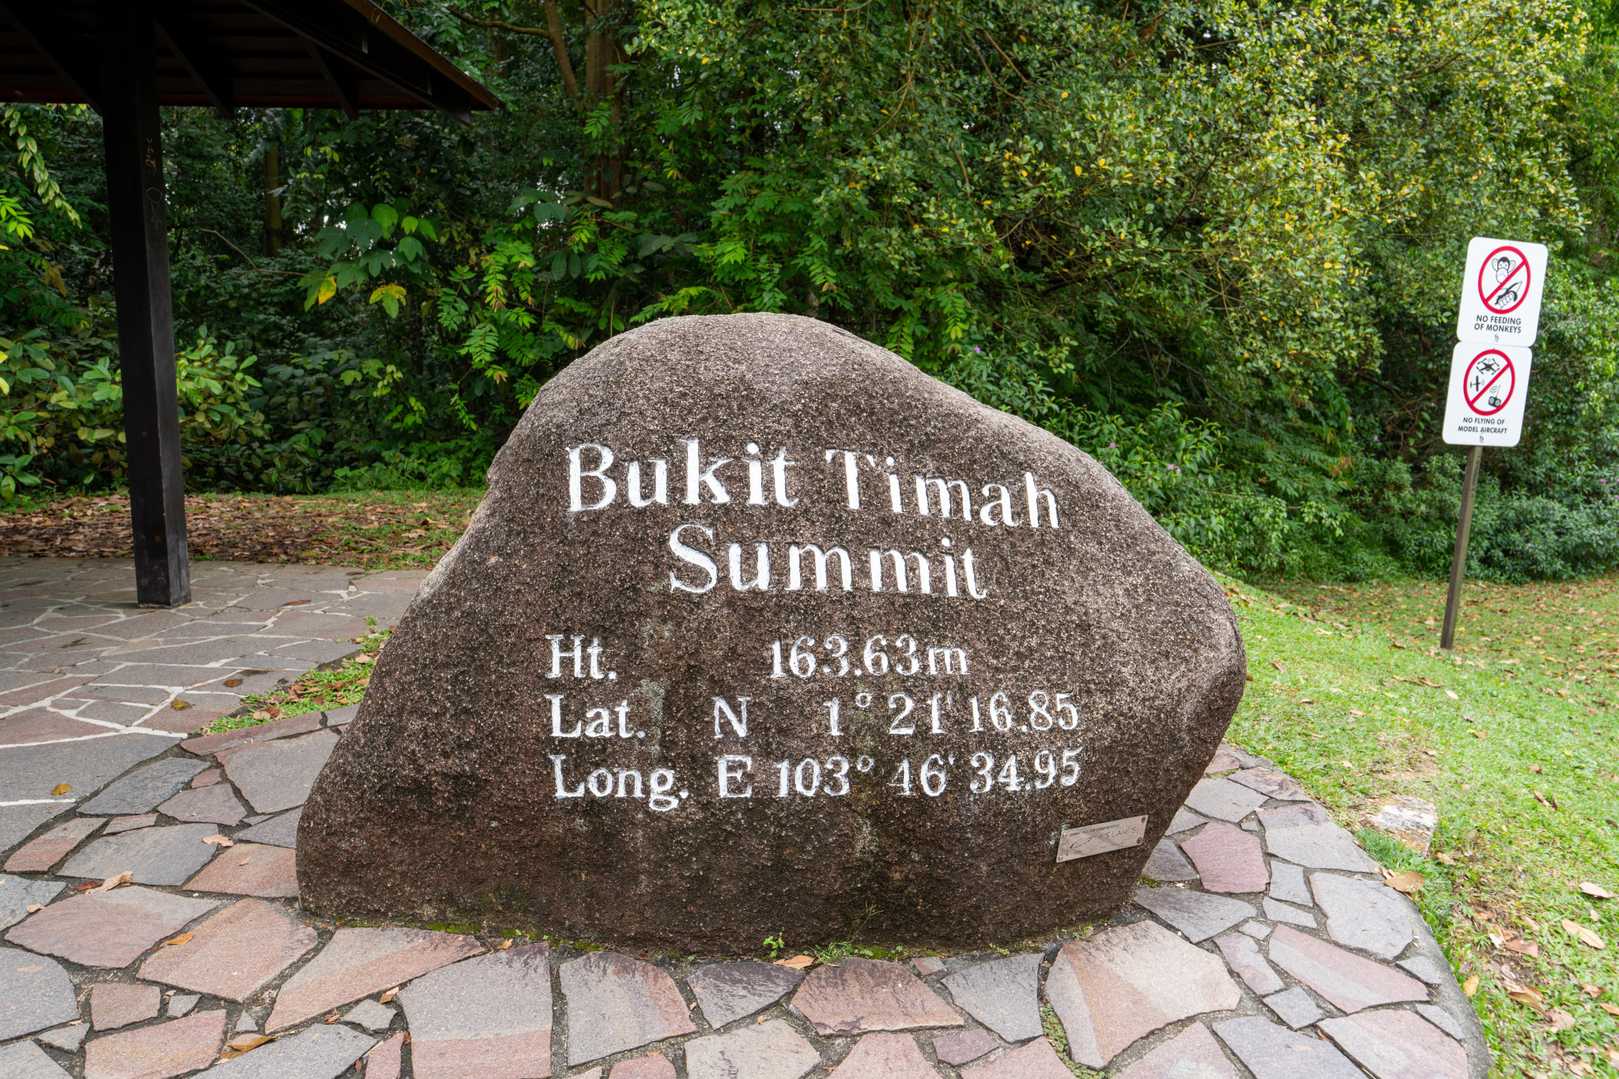 Bukit Timah
Summit
Ht. 163.63m
Lat. N 1° 21' 16.85
Long. E 103° 46' 34.95
NO FEEDING
OF MONKEYS
NO FLYING OF
MODEL AIRCRAFT